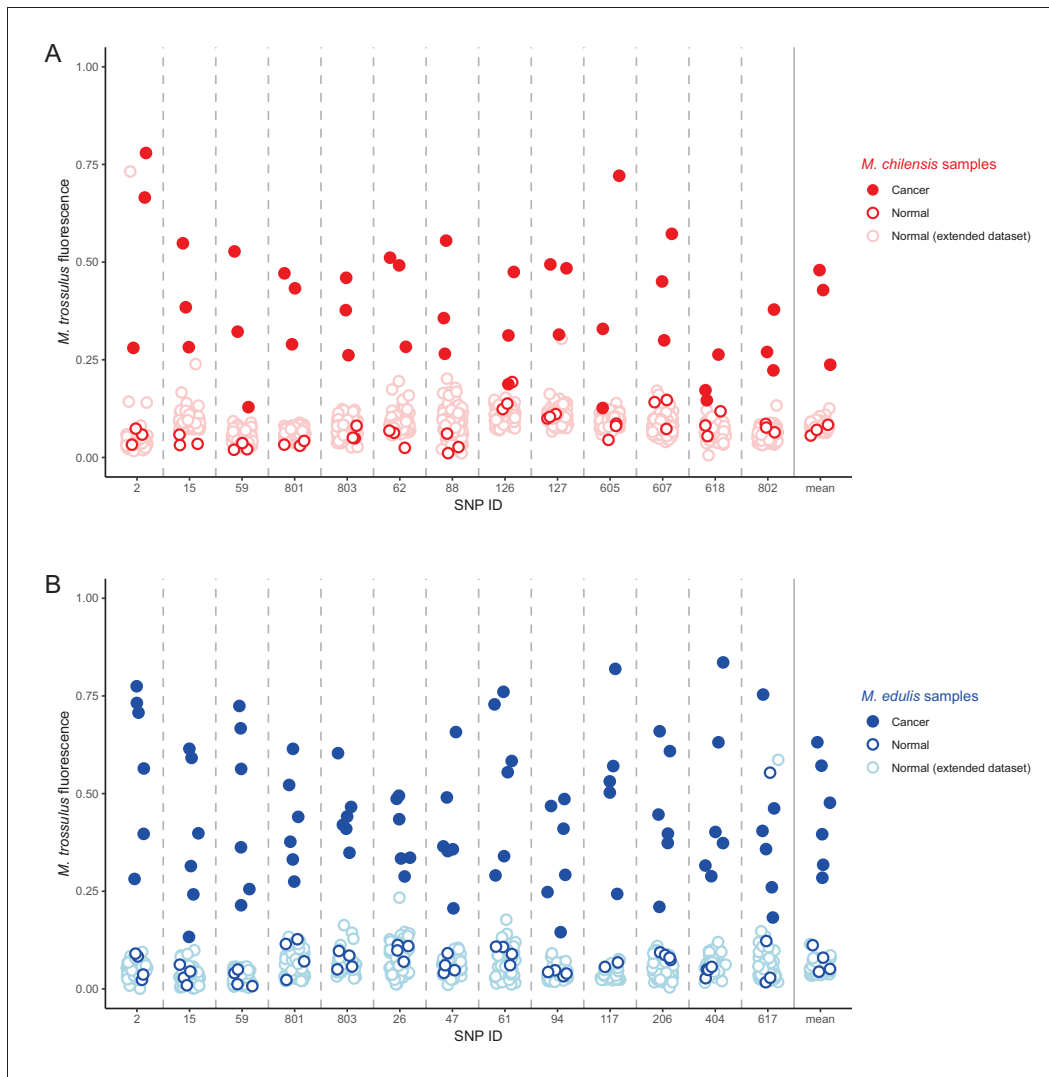 A
M. trossulus fluorescence
1.00
0.75
0.50
0.25
0.00
2 15 59 801 803 62 88 126 127 605 607 618 802 mean
SNP ID
M. chilensis samples
Cancer
Normal
Normal (extended dataset)
B
M. trossulus fluorescence
1.00
0.75
0.50
0.25
0.00
2 15 59 801 803 26 47 61 94 117 206 404 617 mean
SNP ID
M. edulis samples
Cancer
Normal
Normal (extended dataset)